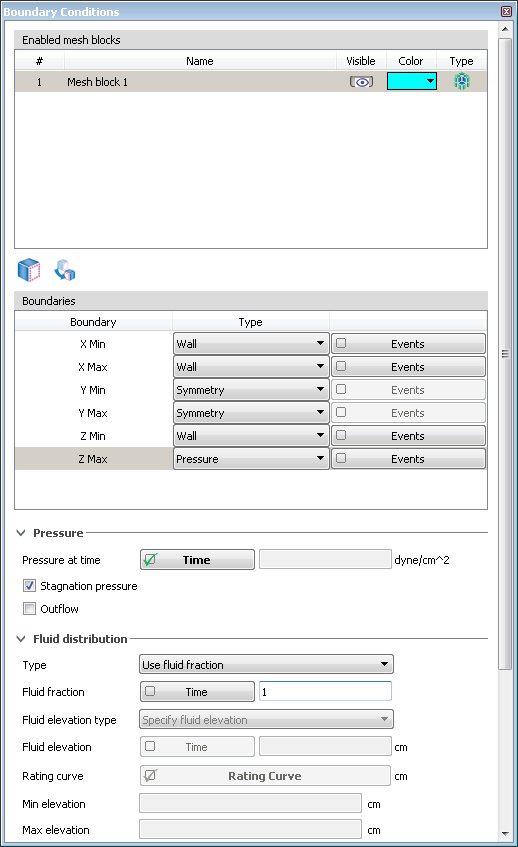 Boundary Conditions
Enabled mesh blocks
# Name Visible Color Type
1 Mesh block 1
Boundaries
Boundary Type
X Min Wall Events
X Max Wall Events
Y Min Symmetry Events
Y Max Symmetry Events
Z Min Wall Events
Z Max Pressure Events
Pressure
Pressure at time Time dyne/cm^2
Stagnation pressure
Outflow
Fluid distribution
Type Use fluid fraction
Fluid fraction Time 1
Fluid elevation type Specify fluid elevation
Fluid elevation Time cm
Rating curve Rating Curve cm
Min elevation cm
Max elevation cm